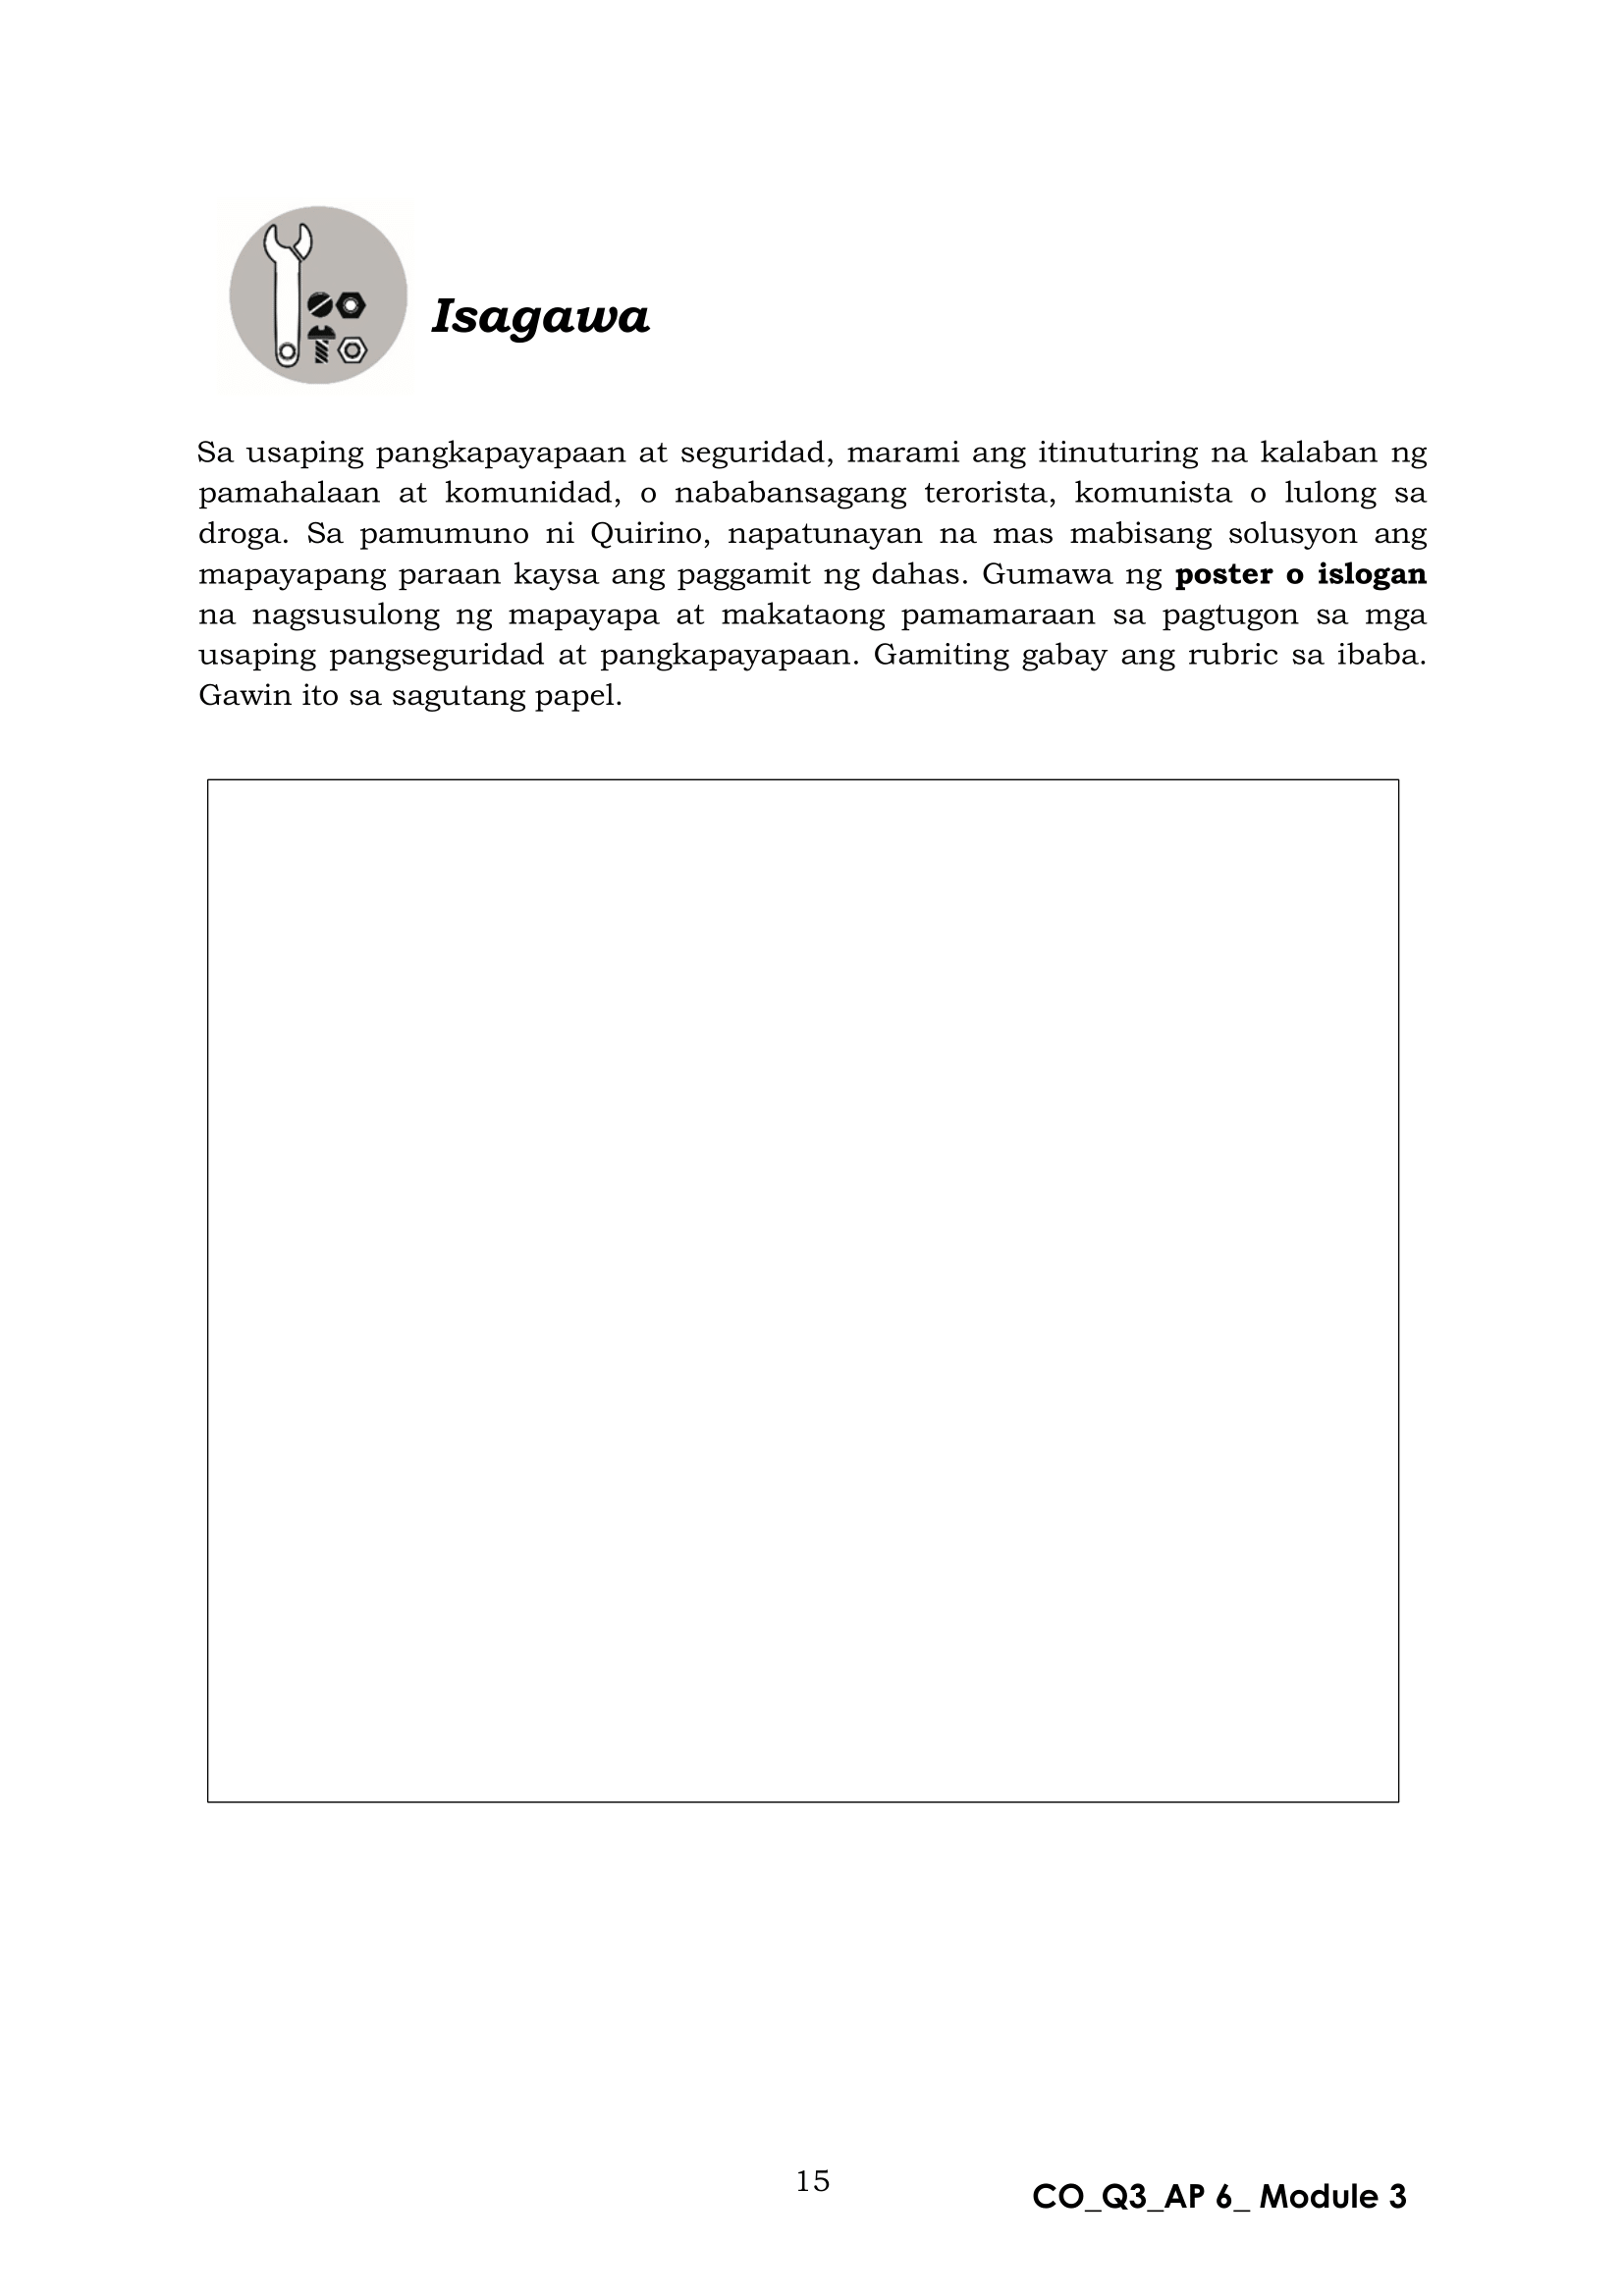 Isagawa
Sa usaping pangkapayapaan at seguridad, marami ang itinuturing na kalaban ng
pamahalaan at komunidad, o nababansagang terorista, komunista o lulong sa
droga. Sa pamumuno ni Quirino, napatunayan na mas mabisang solusyon ang
mapayapang paraan kaysa ang paggamit ng dahas. Gumawa ng poster o islogan
na nagsusulong ng mapayapa at makataong pamamaraan sa pagtugon sa mga
usaping pangseguridad at pangkapayapaan. Gamiting gabay ang rubric sa ibaba.
Gawin ito sa sagutang papel.
15
CO_Q3_AP 6_ Module 3